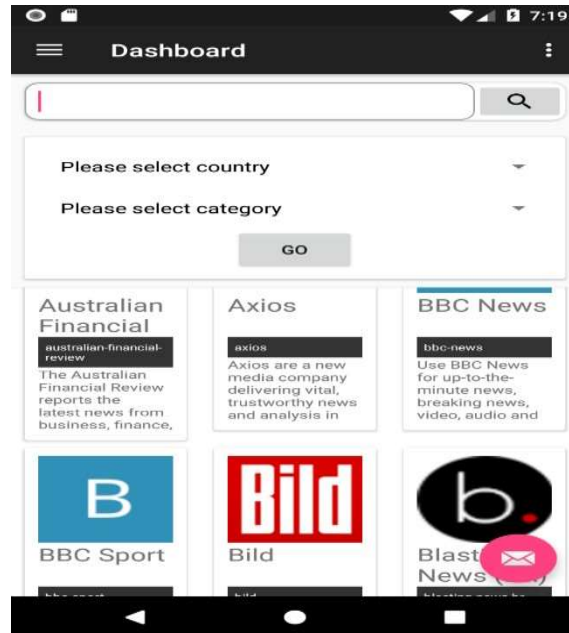 7:19
Dashboard
Please select country
Please select category
GO
Australian
Financial
australian-financial-
review
The Australian
Financial Review
reports the
latest news from
business, finance,
Axios
axios
Axios are a new
media company
delivering vital,
trustworthy news
and analysis in
BBC News
bbc-news
Use BBC News
for up-to-the-
minute news,
breaking news,
video, audio and
B
BBC Sport
Bild
Bild
b.
Blast
News (